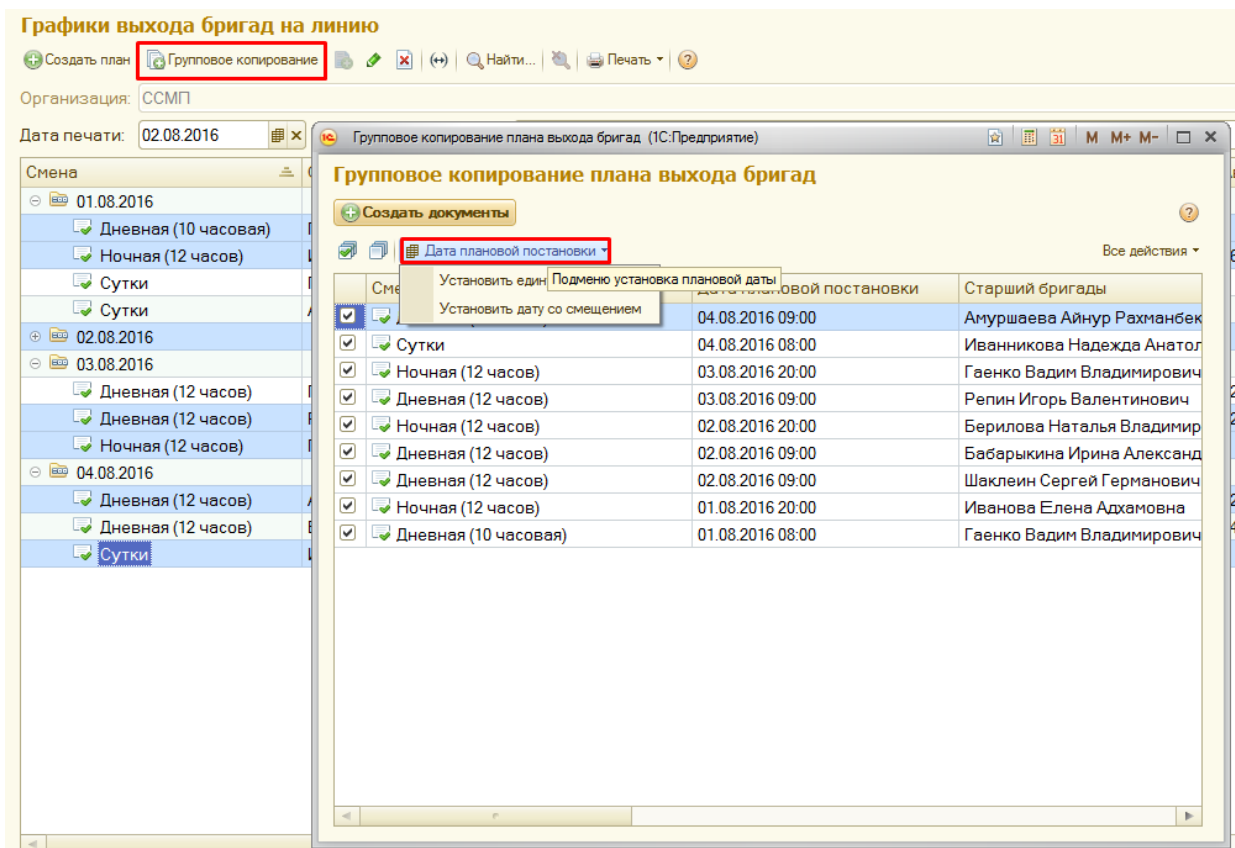 Графики выхода бригад на линию
Создать план Групповое копирование Найти... Печать
Организация: ССМП
Дата печати: 02.08.2016
Смена
01.08.2016
Дневная (10 часовая)
Ночная (12 часов)
Сутки
Сутки
02.08.2016
03.08.2016
Дневная (12 часов)
Дневная (12 часов)
Ночная (12 часов)
04.08.2016
Дневная (12 часов)
Дневная (12 часов)
Сутки
Групповое копирование плана выхода бригад (1С:Предприятие)
31 M M+ M-
Групповое копирование плана выхода бригад
Создать документы
Дата плановой постановки Все действия
Установить един
Подменю установка плановой даты
Установить дату со смещением
Сме плановой постановки Старший бригады
04.08.2016 09:00 Амуршаева Айнур Рахманбек
Сутки 04.08.2016 08:00 Иванникова Надежда Анатол
Ночная (12 часов) 03.08.2016 20:00 Гаенко Вадим Владимирович
Дневная (12 часов) 03.08.2016 09:00 Репин Игорь Валентинович
Ночная (12 часов) 02.08.2016 20:00 Берилова Наталья Владимир
Дневная (12 часов) 02.08.2016 09:00 Бабарыкина Ирина Александ
Дневная (12 часов) 02.08.2016 09:00 Шаклеин Сергей Германович
Ночная (12 часов) 01.08.2016 20:00 Иванова Елена Адхамовна
Дневная (10 часовая) 01.08.2016 08:00 Гаенко Вадим Владимирович